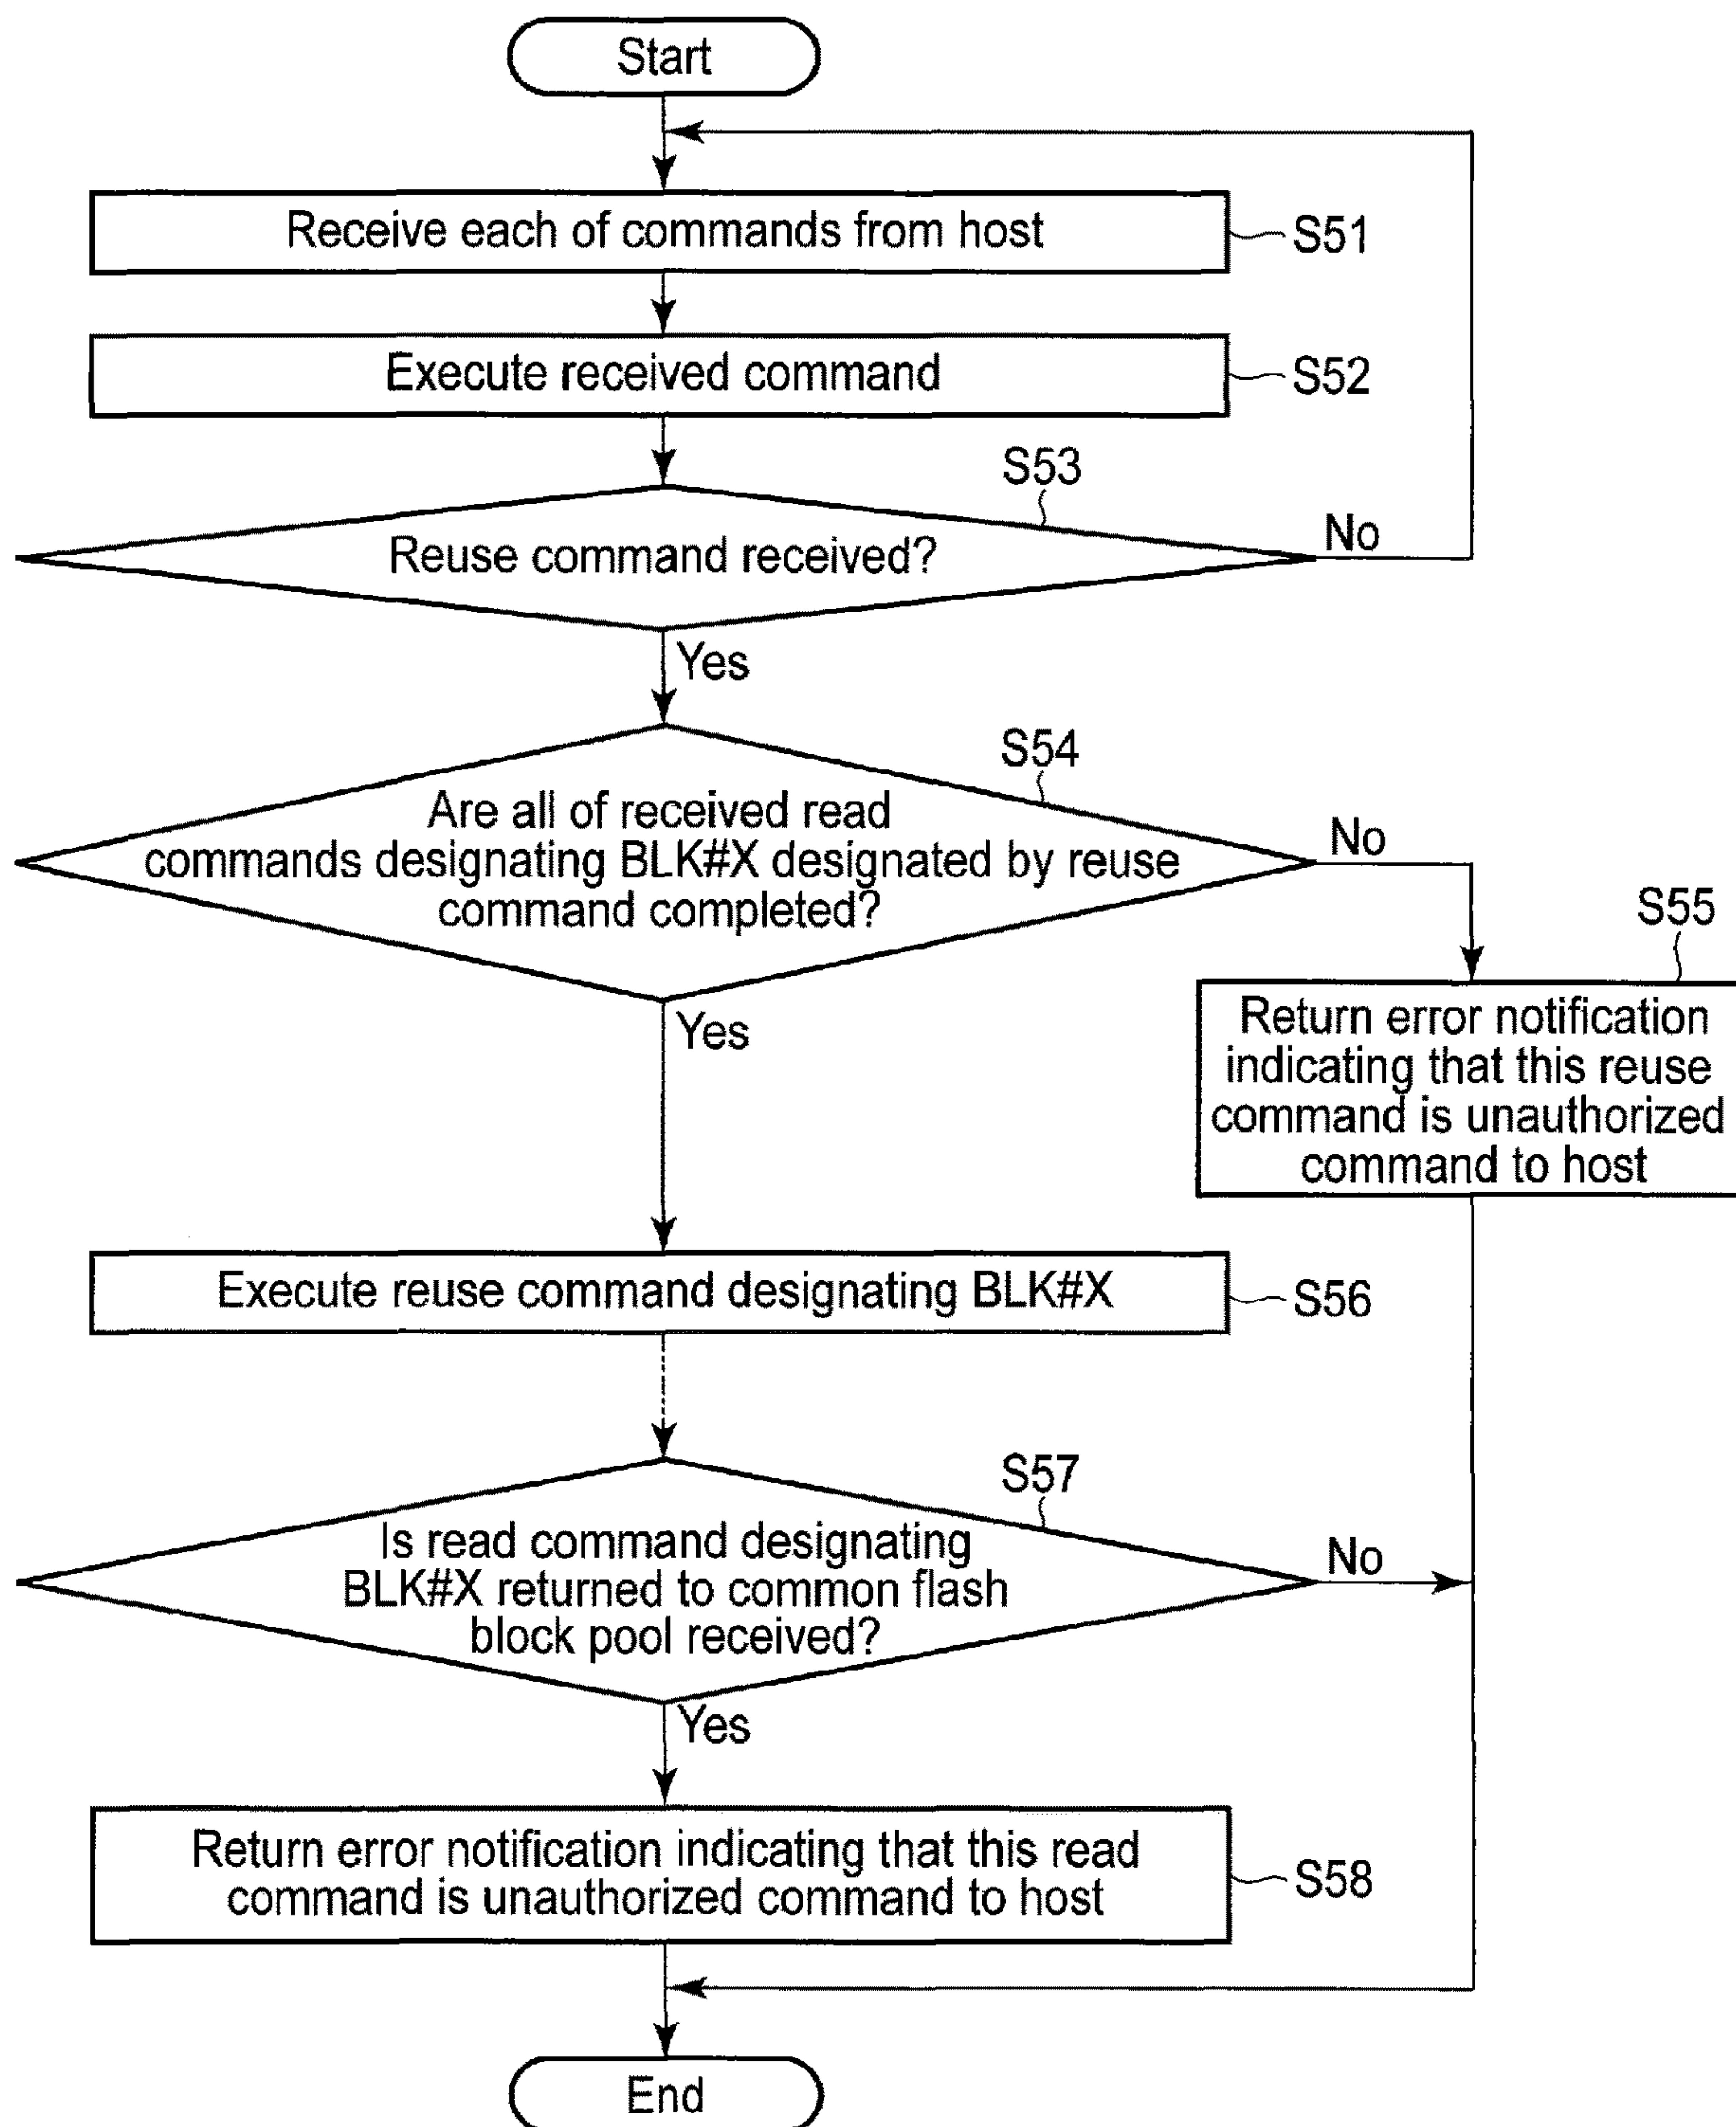 Start
Receive each of commands from host
S51
Execute received command
S52
S53
Reuse command received?
No
Yes
S54
Are all of received read
commands designating BLK#X designated by reuse
command completed?
No
Yes
S55
Return error notification
indicating that this reuse
command is unauthorized
command to host
Execute reuse command designating BLK#X
S56
S57
Is read command designating
BLK#X returned to common flash
block pool received?
No
Yes
Return error notification indicating that this read
command is unauthorized command to host
S58
End